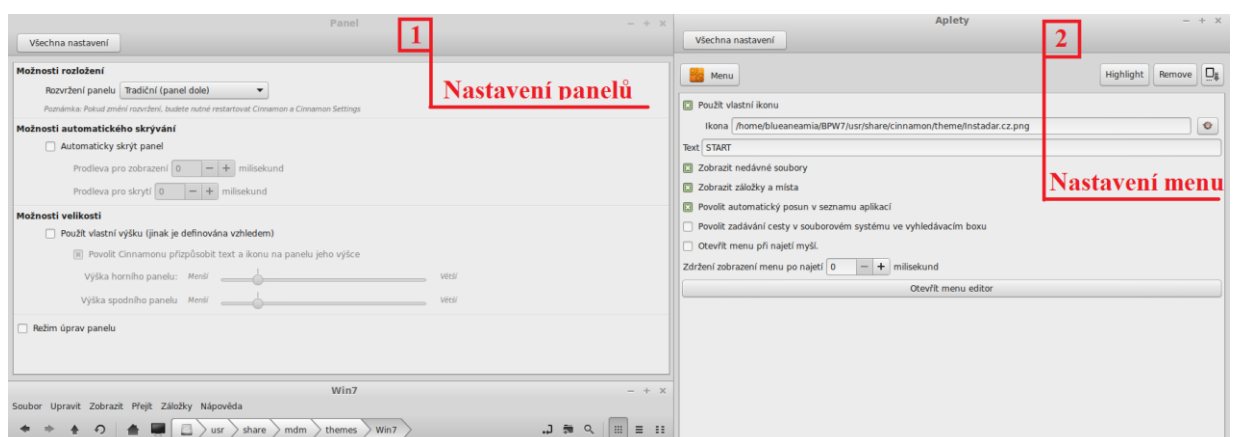 Panel
Všechna nastavení
1
Nastavení panelů
Možnosti rozložení
Rozvržení panelu Tradiční (panel dole)
Poznámka: Pokud změní rozvržení, budete nutné restartovat Cinnamon a Cinnamon Settings
Možnosti automatického skrývání
Automaticky skrýt panel
Prodleva pro zobrazení 0 − + milisekund
Prodleva pro skrytí 0 − + milisekund
Možnosti velikosti
Použít vlastní výšku (jinak je definována vzhledem)
Povolit Cinnamonu přizpůsobit text a ikonu na panelu jeho výšce
Výška horního panelu: Menší Větší
Výška spodního panelu Menší Větší
Režim úprav panelu
Win7
Soubor Upravit Zobrazit Přejít Záložky Nápověda
usr share mdm themes Win7
Aplety
Všechna nastavení
2
Nastavení menu
Menu Highlight Remove
Použít vlastní ikonu
Ikona /home/blueaneamia/BPW7/usr/share/cinnamon/theme/Instadar.cz.png
Text START
Zobrazit nedávné soubory
Zobrazit záložky a místa
Povolit automatický posun v seznamu aplikací
Povolit zadávání cesty v souborovém systému ve vyhledávacím boxu
Otevřít menu při najetí myší.
Zdržení zobrazení menu po najetí 0 − + milisekund
Otevřít menu editor